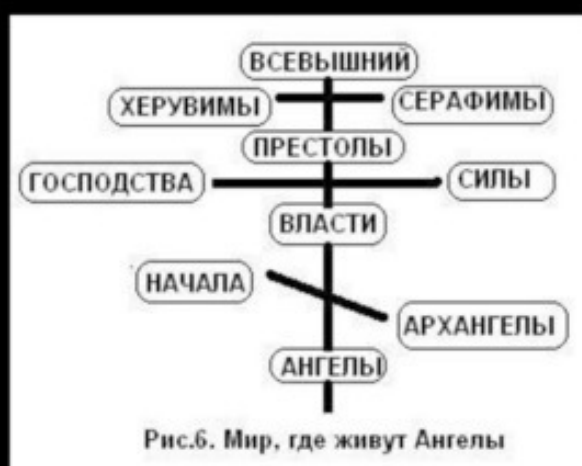 ВСЕВЫШНИЙ
ХЕРУВИМЫ СЕРАФИМЫ
ПРЕСТОЛЫ
ГОСПОДСТВА СИЛЫ
ВЛАСТИ
НАЧАЛА
АРХАНГЕЛЫ
АНГЕЛЫ
Рис.6. Мир, где живут Ангелы